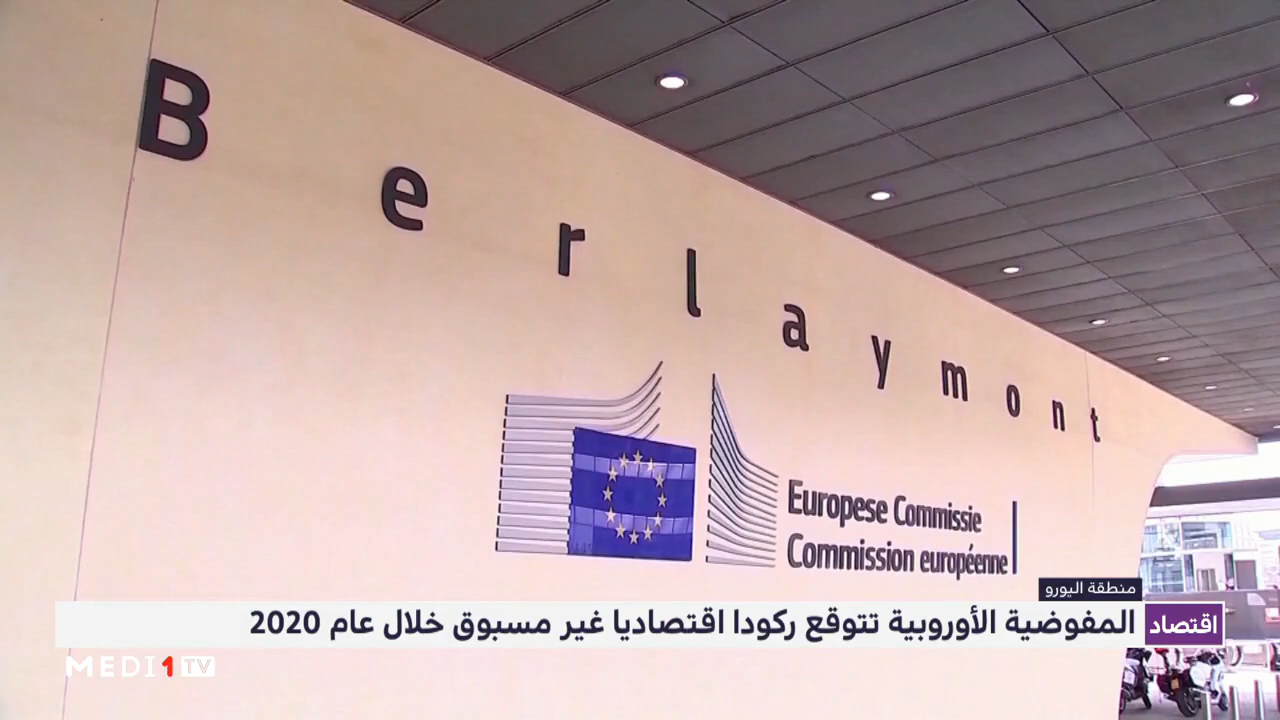 Berlaymont
Europese Commissie
Commission européenne
منطقة اليورو
اقتصاد
المفوضية الأوروبية تتوقع ركودا اقتصاديا غير مسبوق خلال عام 2020
MEDI1TV